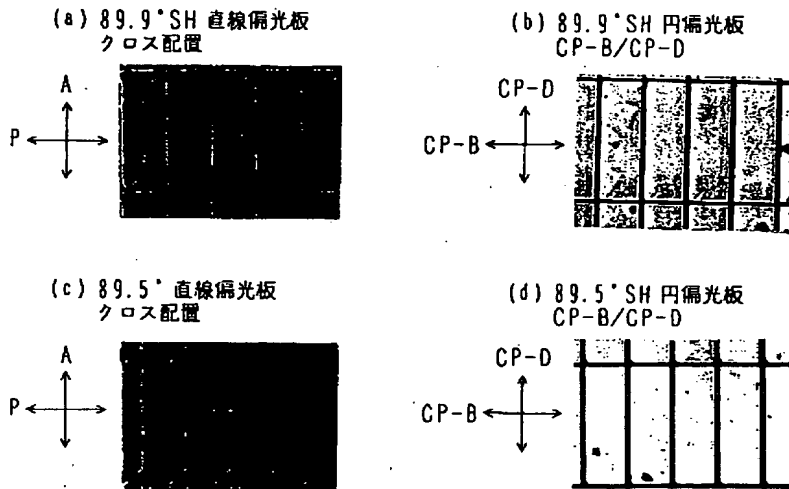 (a) 89.9°SH 直線偏光板
クロス配置
A
P
(b) 89.9°SH 円偏光板
CP-B/CP-D
CP-D
CP-B
(c) 89.5° 直線偏光板
クロス配置
A
P
(d) 89.5°SH 円偏光板
CP-B/CP-D
CP-D
CP-B